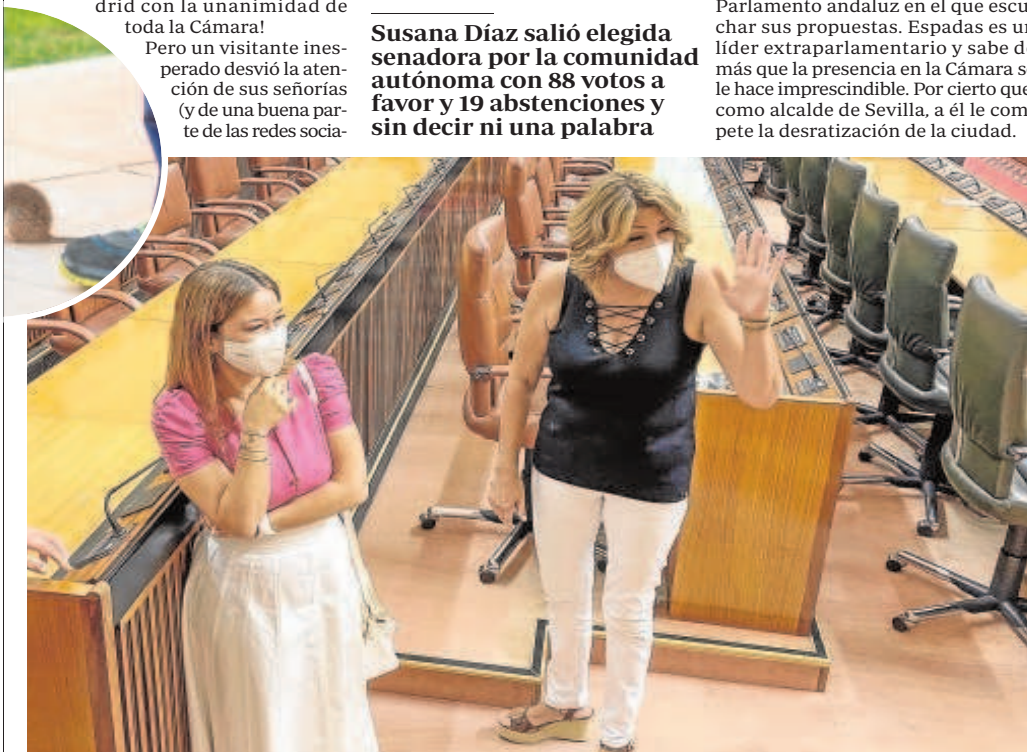 drid con la unanimidad de
toda la Cámara!
Pero un visitante ines-
perado desvió la aten-
ción de sus señorías
(y de una buena par-
te de las redes socia-
Susana Díaz salió elegida
senadora por la comunidad
autónoma con 88 votos a
favor y 19 abstenciones y
sin decir ni una palabra
Parlamento andaluz en el que escu
char sus propuestas. Espadas es un
líder extraparlamentario y sabe de
más que la presencia en la Cámara se
le hace imprescindible. Por cierto que
como alcalde de Sevilla, a él le com
pete la desratización de la ciudad.